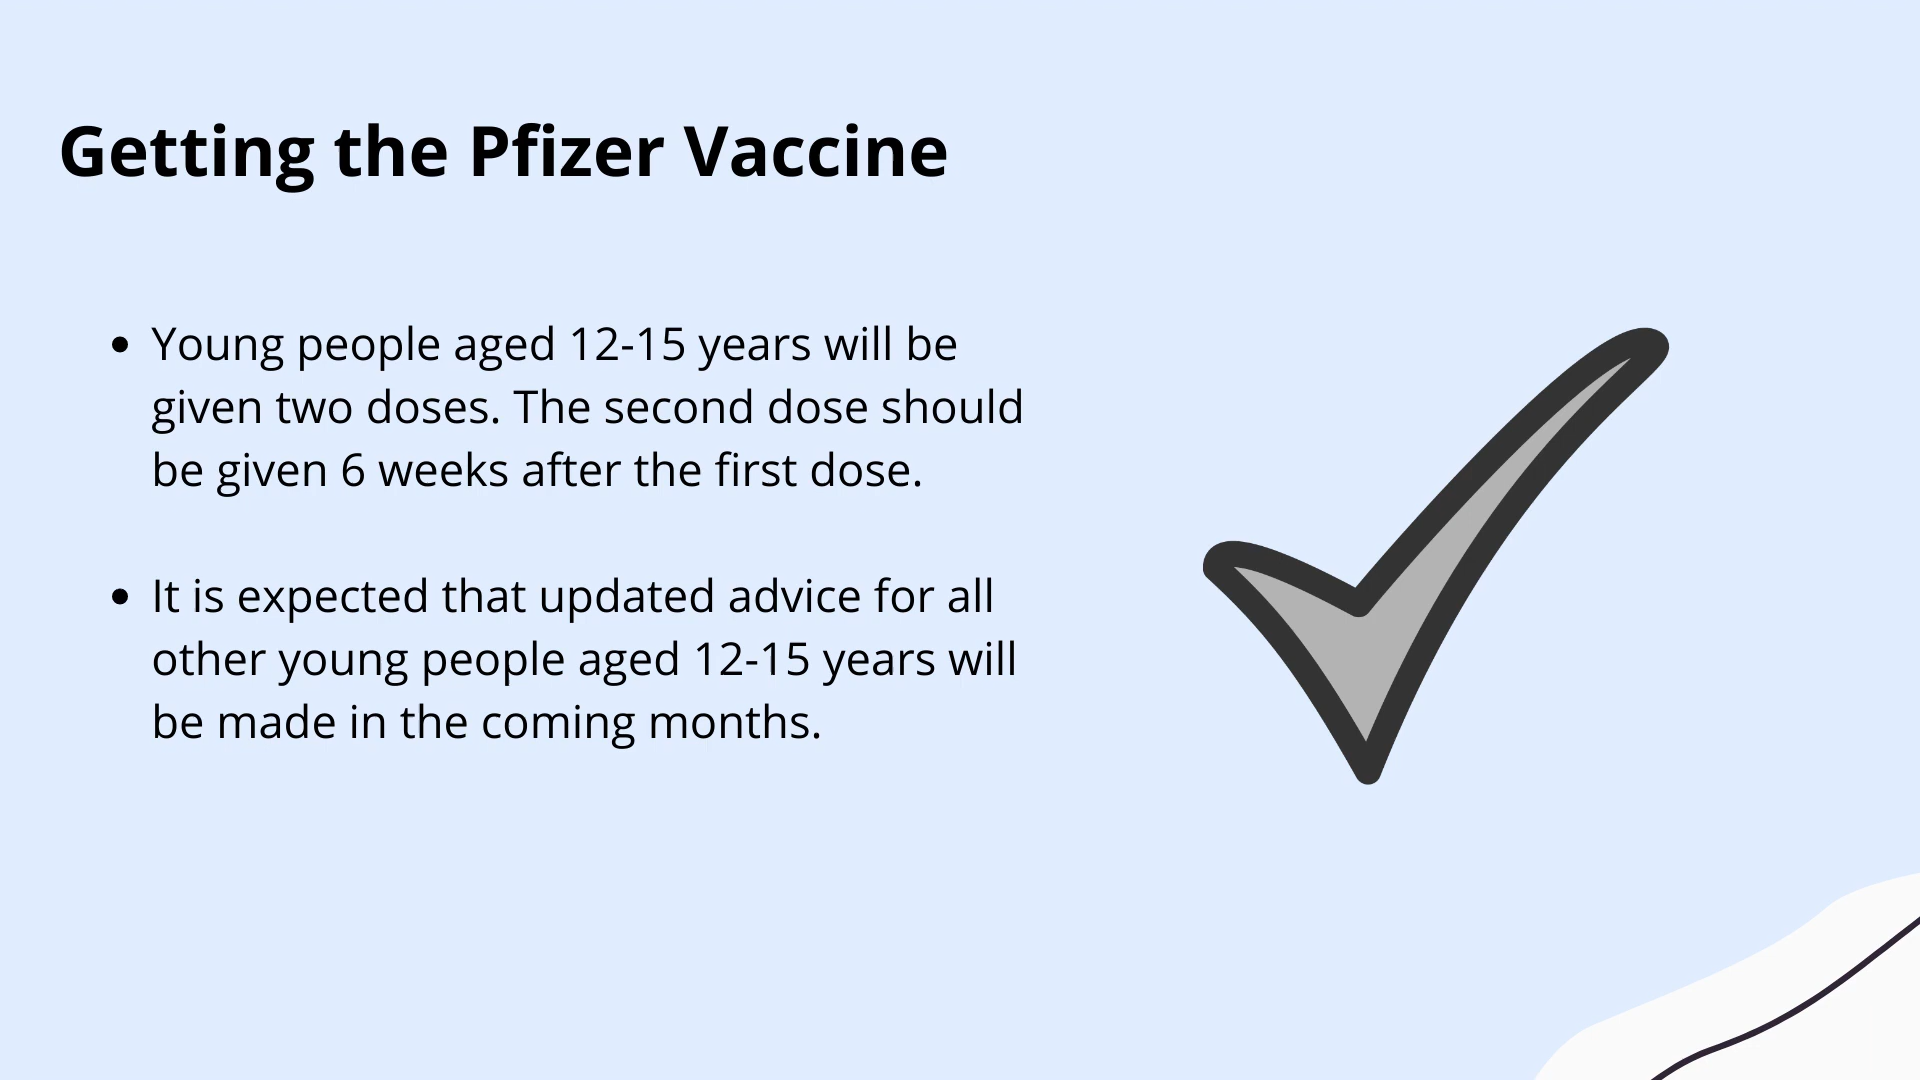 Getting the Pfizer Vaccine
• Young people aged 12-15 years will be
given two doses. The second dose should
be given 6 weeks after the first dose.
• It is expected that updated advice for all
other young people aged 12-15 years will
be made in the coming months.